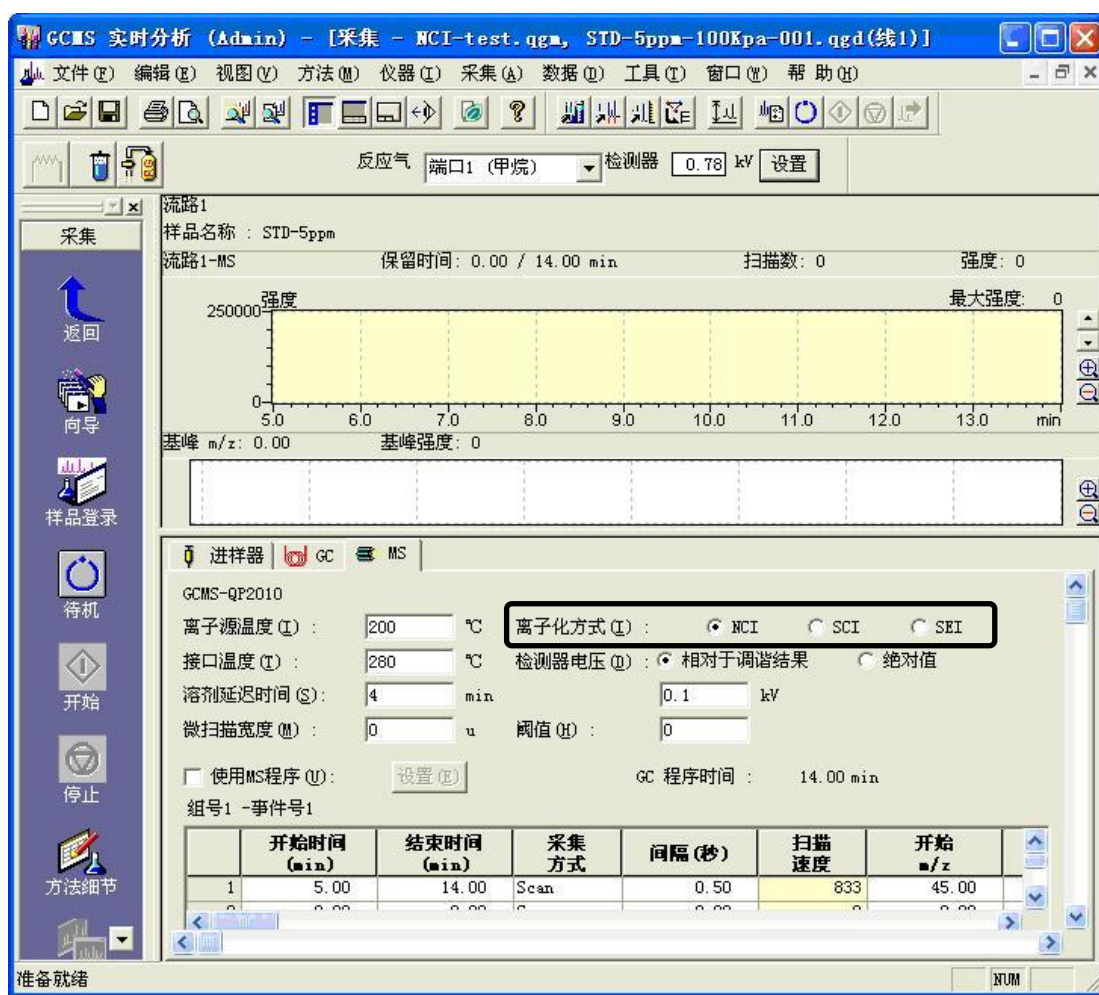 GCMS 实时分析 (Admin) - [采集 - NCI-test.qgm, STD-5ppm-100Kpa-001.qgd(线1)]
文件(F) 编辑(E) 视图(V) 方法(M) 仪器(I) 采集(A) 数据(D) 工具(T) 窗口(W) 帮 助(H)
反应气 端口1 (甲烷) 检测器 0.78 kV 设置
采集
返回
向导
样品登录
待机
开始
停止
方法细节
流路1
样品名称 : STD-5ppm
流路1-MS 保留时间: 0.00 / 14.00 min 扫描数: 0 强度: 0
强度 最大强度: 0
250000
0
5.0 6.0 7.0 8.0 9.0 10.0 11.0 12.0 13.0 min
基峰 m/z: 0.00 基峰强度: 0
进样器 GC MS
GCMS-QP2010
离子源温度(I) : 200 ℃ 离子化方式(I) : NCI SCI SEI
接口温度(I) : 280 ℃ 检测器电压(D) : 相对于调谐结果 绝对值
溶剂延迟时间(S): 4 min 0.1 kV
微扫描宽度(M) : 0 u 阈值(H) : 0
使用MS程序(U): 设置(E) GC 程序时间 : 14.00 min
组号1 -事件号1
开始时间 (min) 结束时间 (min) 采集 方式 间隔(秒) 扫描 速度 开始 m/z
1 5.00 14.00 Scan 0.50 833 45.00
准备就绪 NUM